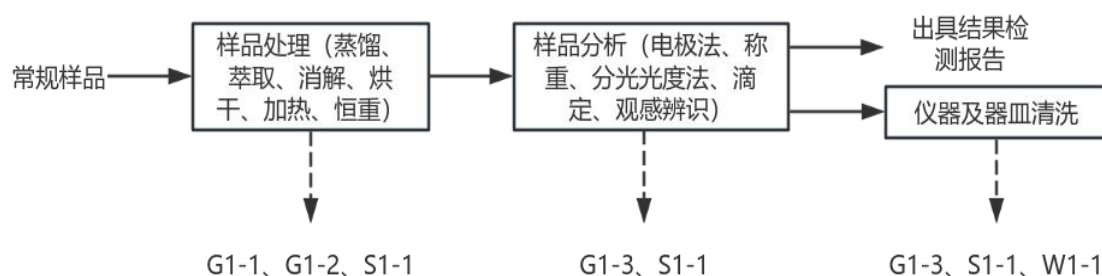 常规样品
样品处理（蒸馏、
萃取、消解、烘
干、加热、恒重）
样品分析（电极法、称
重、分光光度法、滴
定、观感辨识）
出具结果检
测报告
仪器及器皿清洗
G1-1、G1-2、S1-1
G1-3、S1-1
G1-3、S1-1、W1-1